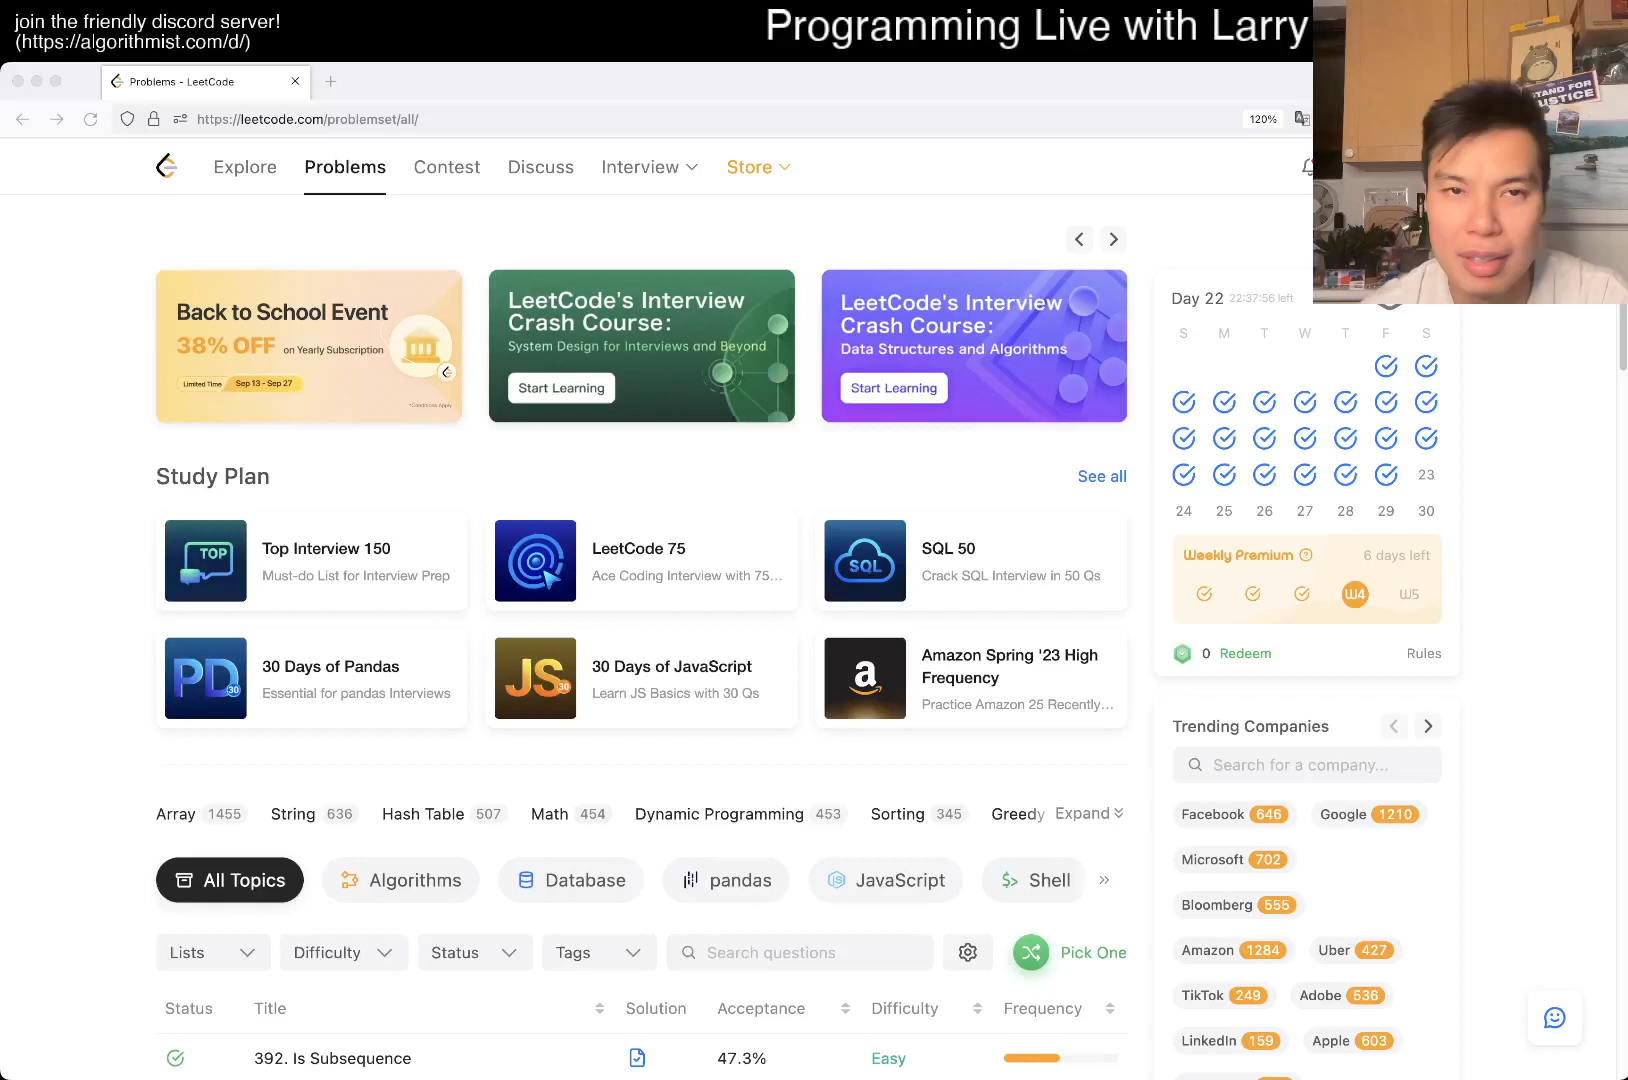 join the friendly discord server!
(https://algorithmist.com/d/)
Programming Live with Larry
STAND FOR
JUSTICE
Problems - LeetCode
https://leetcode.com/problemset/all/
120%
Explore
Problems
Contest
Discuss
Interview
Store
Back to School Event
38% OFF on Yearly Subscription
Limited Time Sep 13 - Sep 27
*Conditions Apply
LeetCode's Interview
Crash Course:
System Design for Interviews and Beyond
Start Learning
LeetCode's Interview
Crash Course:
Data Structures and Algorithms
Start Learning
Day 22 22:37:56 left
S M T W T F S
23
24 25 26 27 28 29 30
Weekly Premium 6 days left
W4 W5
0 Redeem Rules
Study Plan See all
TOP
Top Interview 150
Must-do List for Interview Prep
LeetCode 75
Ace Coding Interview with 75...
SQL
SQL 50
Crack SQL Interview in 50 Qs
PD 30
30 Days of Pandas
Essential for pandas Interviews
JS 30
30 Days of JavaScript
Learn JS Basics with 30 Qs
a
Amazon Spring '23 High
Frequency
Practice Amazon 25 Recently...
Array 1455 String 636 Hash Table 507 Math 454 Dynamic Programming 453 Sorting 345 Greedy Expand
All Topics Algorithms Database pandas JavaScript $> Shell
Lists Difficulty Status Tags Search questions Pick One
Status Title Solution Acceptance Difficulty Frequency
392. Is Subsequence 47.3% Easy
Trending Companies
Search for a company...
Facebook 646 Google 1210
Microsoft 702
Bloomberg 555
Amazon 1284 Uber 427
TikTok 249 Adobe 536
LinkedIn 159 Apple 603